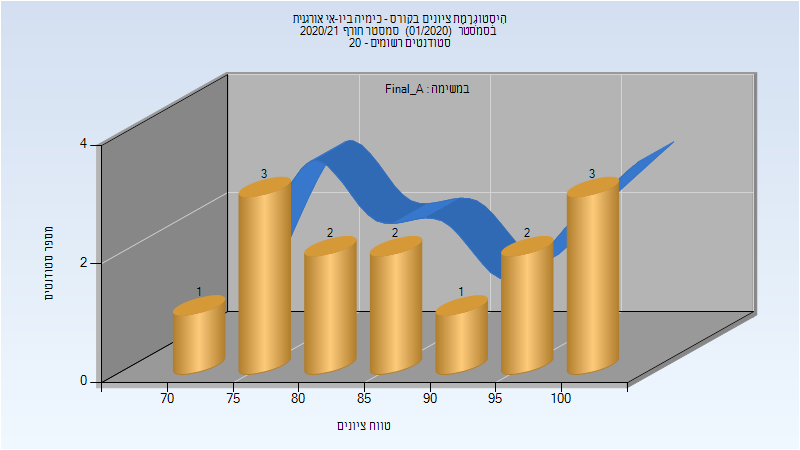 הִיסְטוֹגְרָמַת ציונים בקורס - כימיה ביו-אי אורגנית
בסמסטר (01/2020) סמסטר חורף 2020/21
סטודנטים רשומים - 20
במשימה : Final_A
מספר סטודנטים
4
2
0
1
3
2
2
1
2
3
70
75
80
85
90
95
100
טווח ציונים